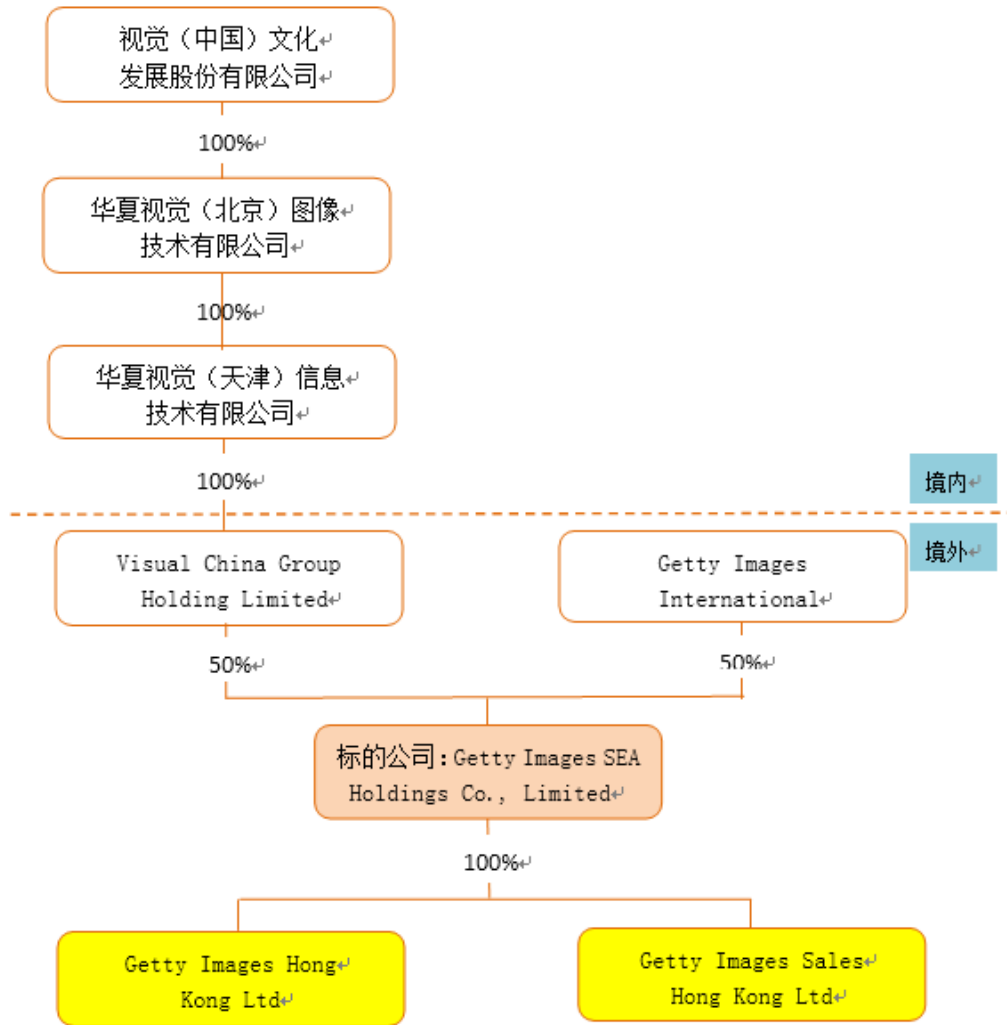 视觉（中国）文化
发展股份有限公司
100%
华夏视觉（北京）图像
技术有限公司
100%
华夏视觉（天津）信息
技术有限公司
100%
境内
境外
Visual China Group
Holding Limited
Getty Images
International
50%
50%
标的公司：Getty Images SEA
Holdings Co., Limited
100%
Getty Images Hong
Kong Ltd
Getty Images Sales
Hong Kong Ltd